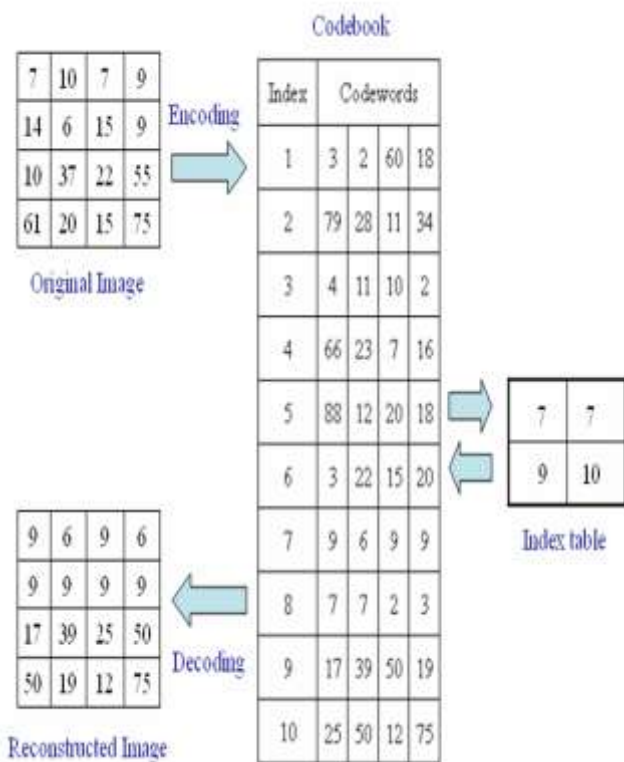 Codebook
7 10 7 9
14 6 15 9
10 37 22 55
61 20 15 75
Original Image
Encoding
Index Codewords
1 3 2 60 18
2 79 28 11 34
3 4 11 10 2
4 66 23 7 16
5 88 12 20 18
6 3 22 15 20
7 9 6 9 9
8 7 7 2 3
9 17 39 50 19
10 25 50 12 75
7 7
9 10
Index table
9 6 9 6
9 9 9 9
17 39 25 50
50 19 12 75
Decoding
Reconstructed Image